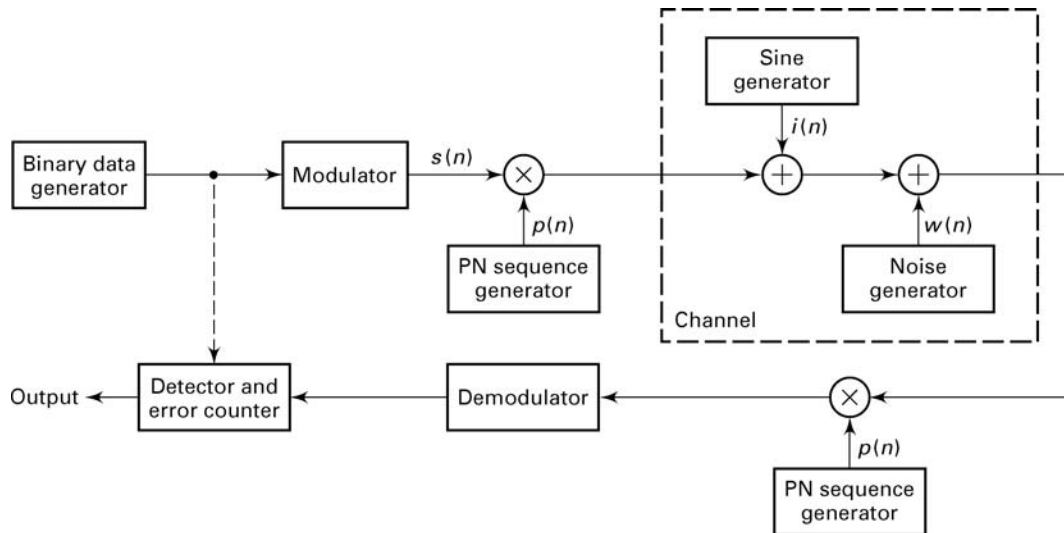 Sine
generator
i(n)
Binary data
generator
Modulator
s(n)
×
+
+
p(n)
w(n)
PN sequence
generator
Noise
generator
Channel
Output
Detector and
error counter
Demodulator
×
p(n)
PN sequence
generator